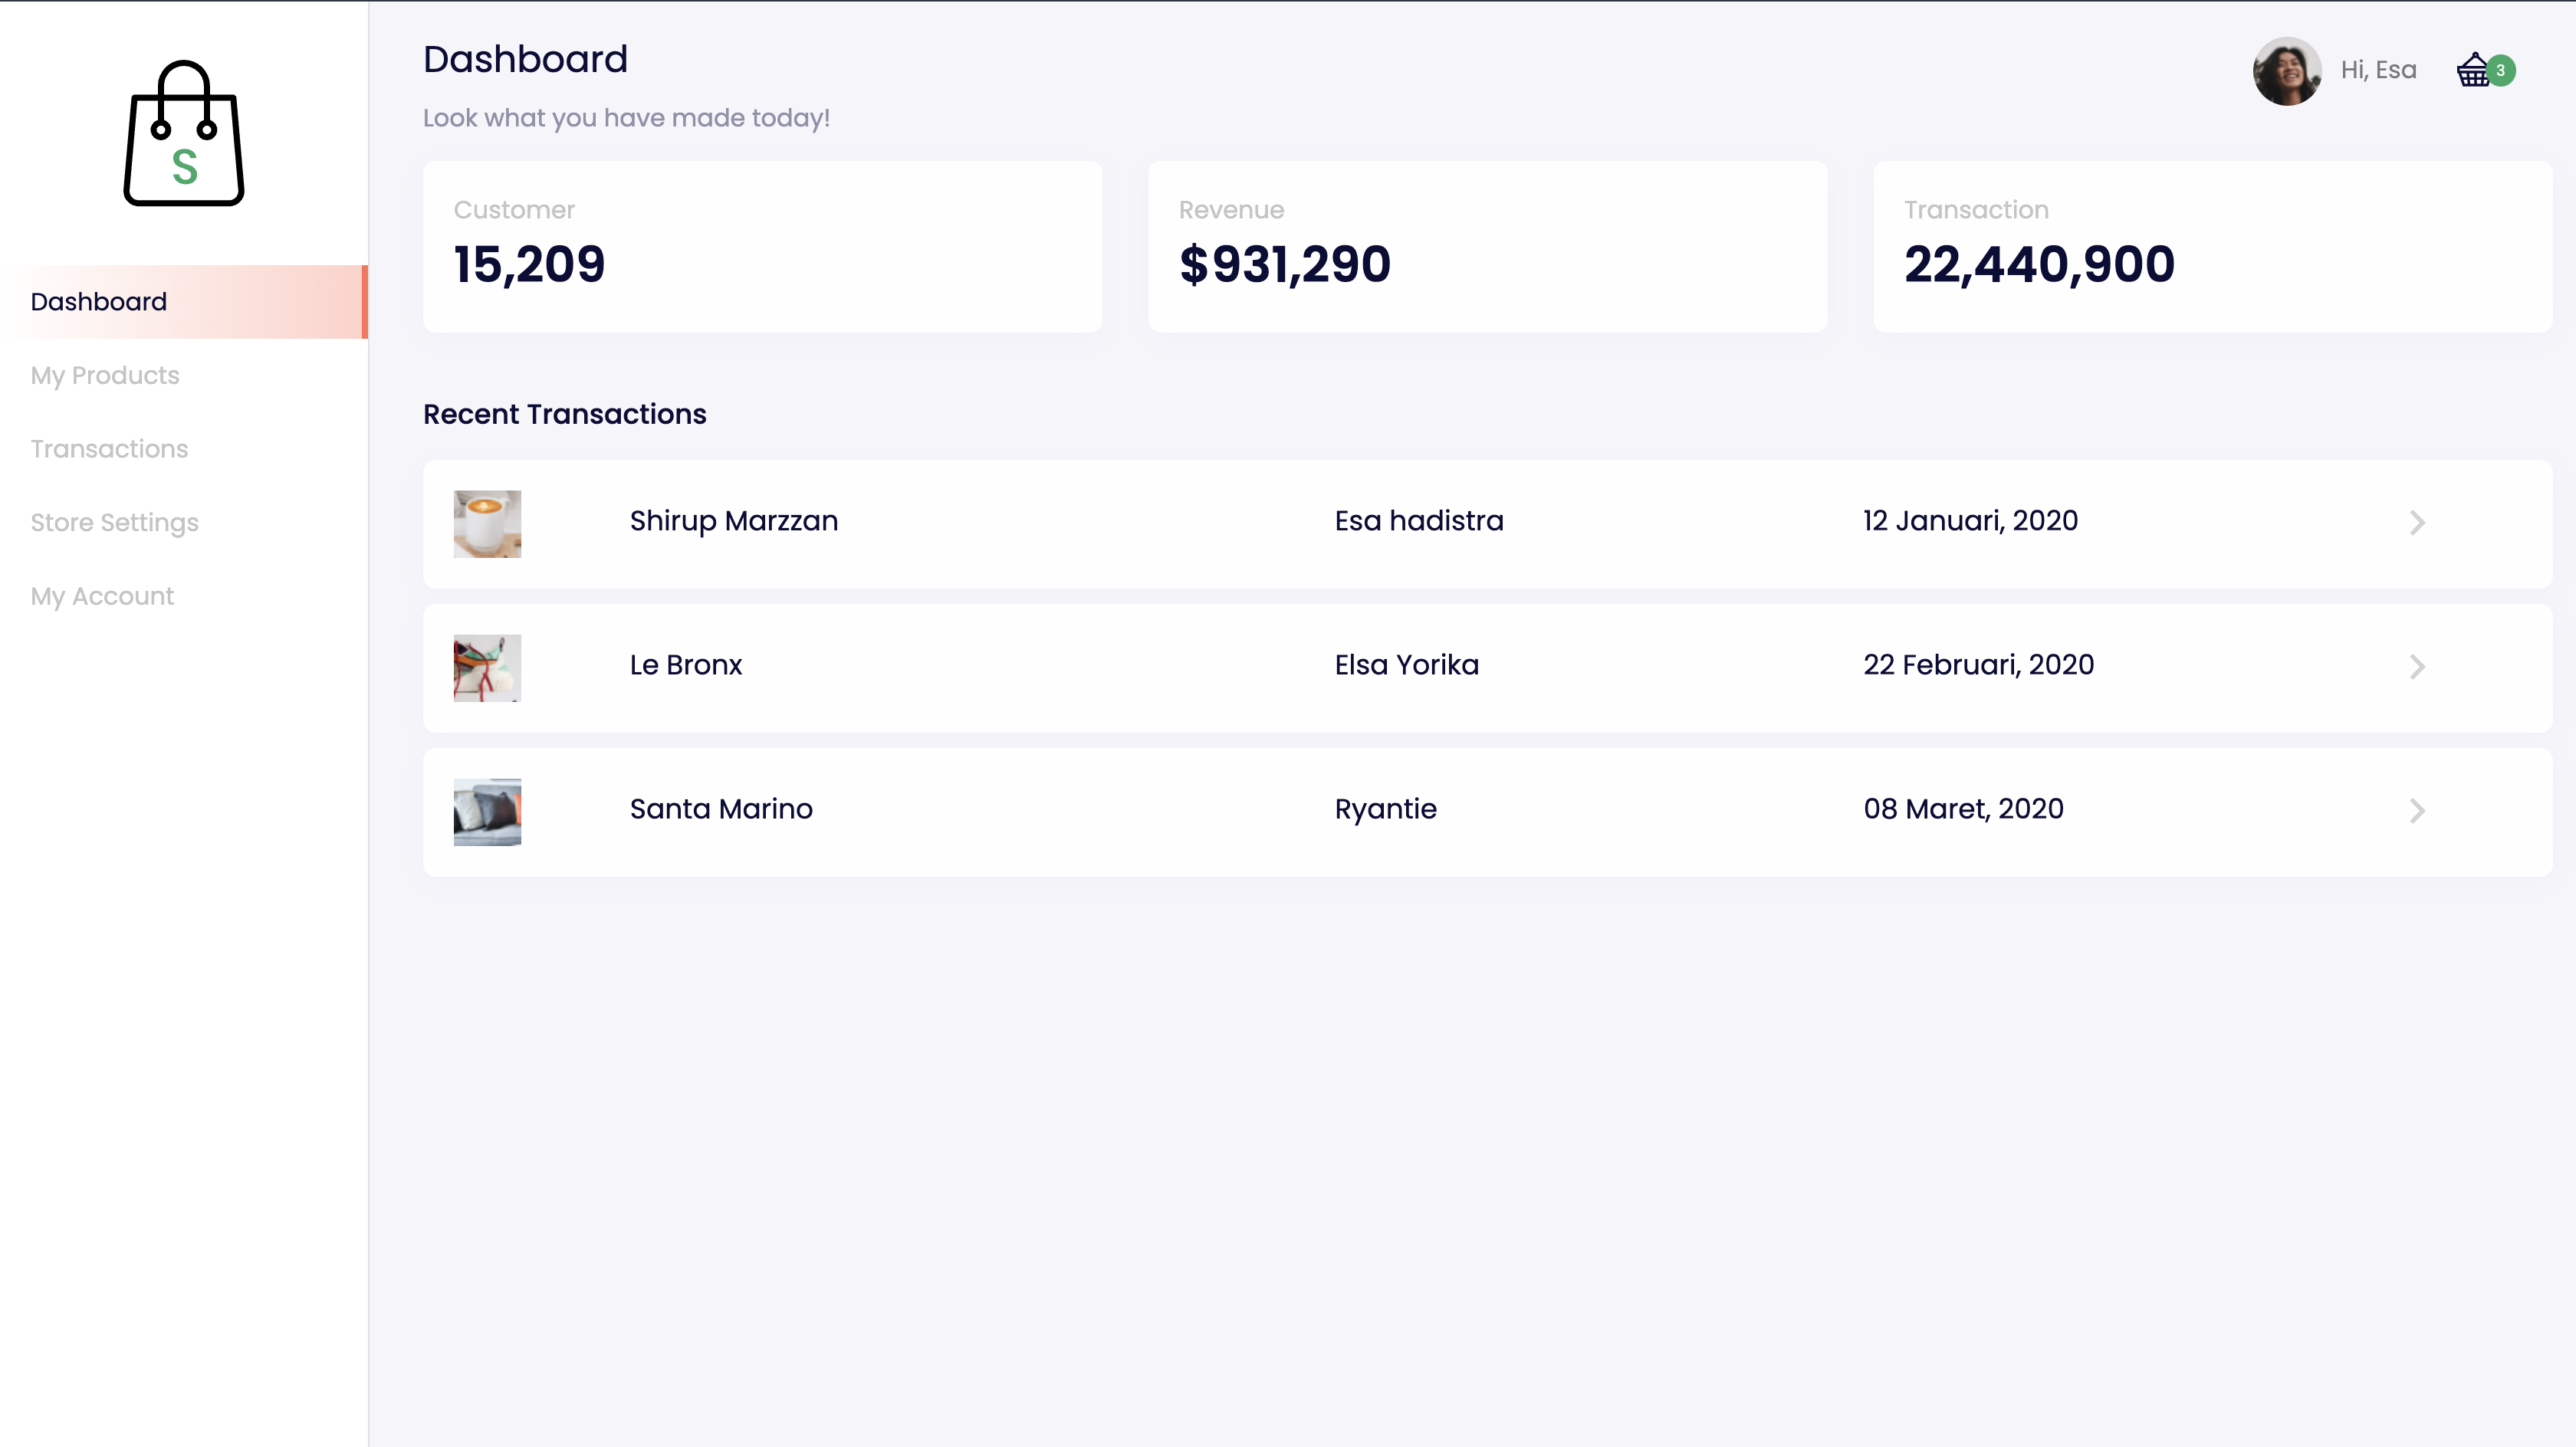 S
Dashboard
My Products
Transactions
Store Settings
My Account
Dashboard
Look what you have made today!
Hi, Esa
3
Customer
15,209
Revenue
$931,290
Transaction
22,440,900
Recent Transactions
Shirup Marzzan Esa hadistra 12 Januari, 2020
Le Bronx Elsa Yorika 22 Februari, 2020
Santa Marino Ryantie 08 Maret, 2020